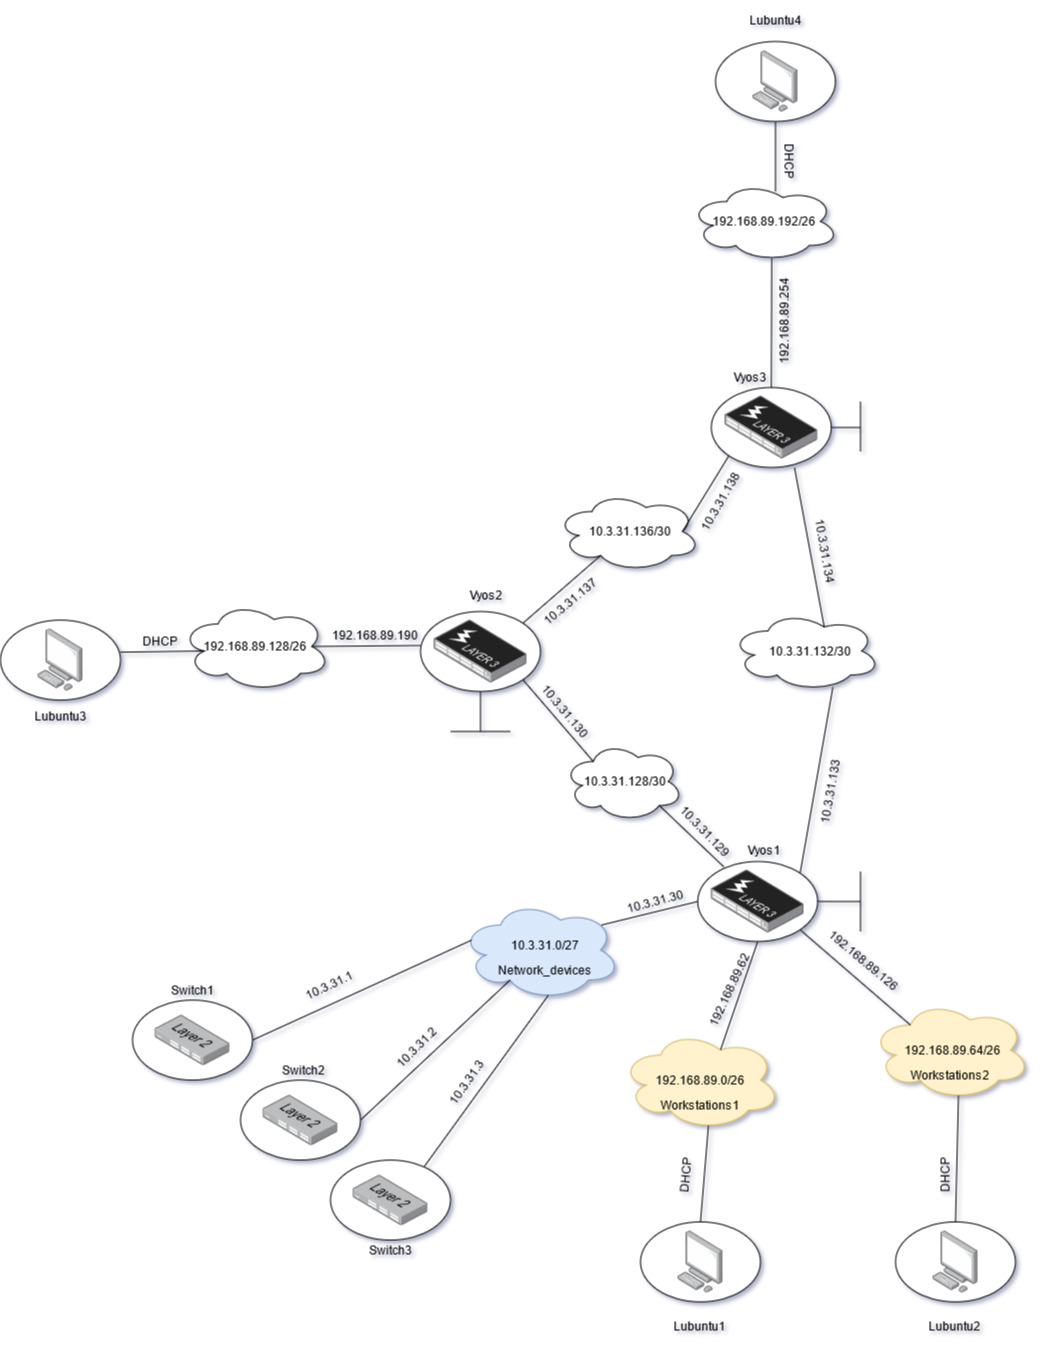 Lubuntu4
DHCP
192.168.89.192/26
192.168.89.254
Vyos3
LAYER 3
10.3.31.138
10.3.31.134
10.3.31.136/30
10.3.31.137
Vyos2
LAYER 3
192.168.89.190
192.168.89.128/26
DHCP
Lubuntu3
10.3.31.132/30
10.3.31.130
10.3.31.128/30
10.3.31.133
10.3.31.129
Vyos1
LAYER 3
10.3.31.30
10.3.31.0/27
Network_devices
192.168.89.62
192.168.89.126
10.3.31.1
Switch1
Layer 2
10.3.31.2
Switch2
Layer 2
10.3.31.3
Layer 2
Switch3
192.168.89.0/26
Workstations1
192.168.89.64/26
Workstations2
DHCP
DHCP
Lubuntu1
Lubuntu2